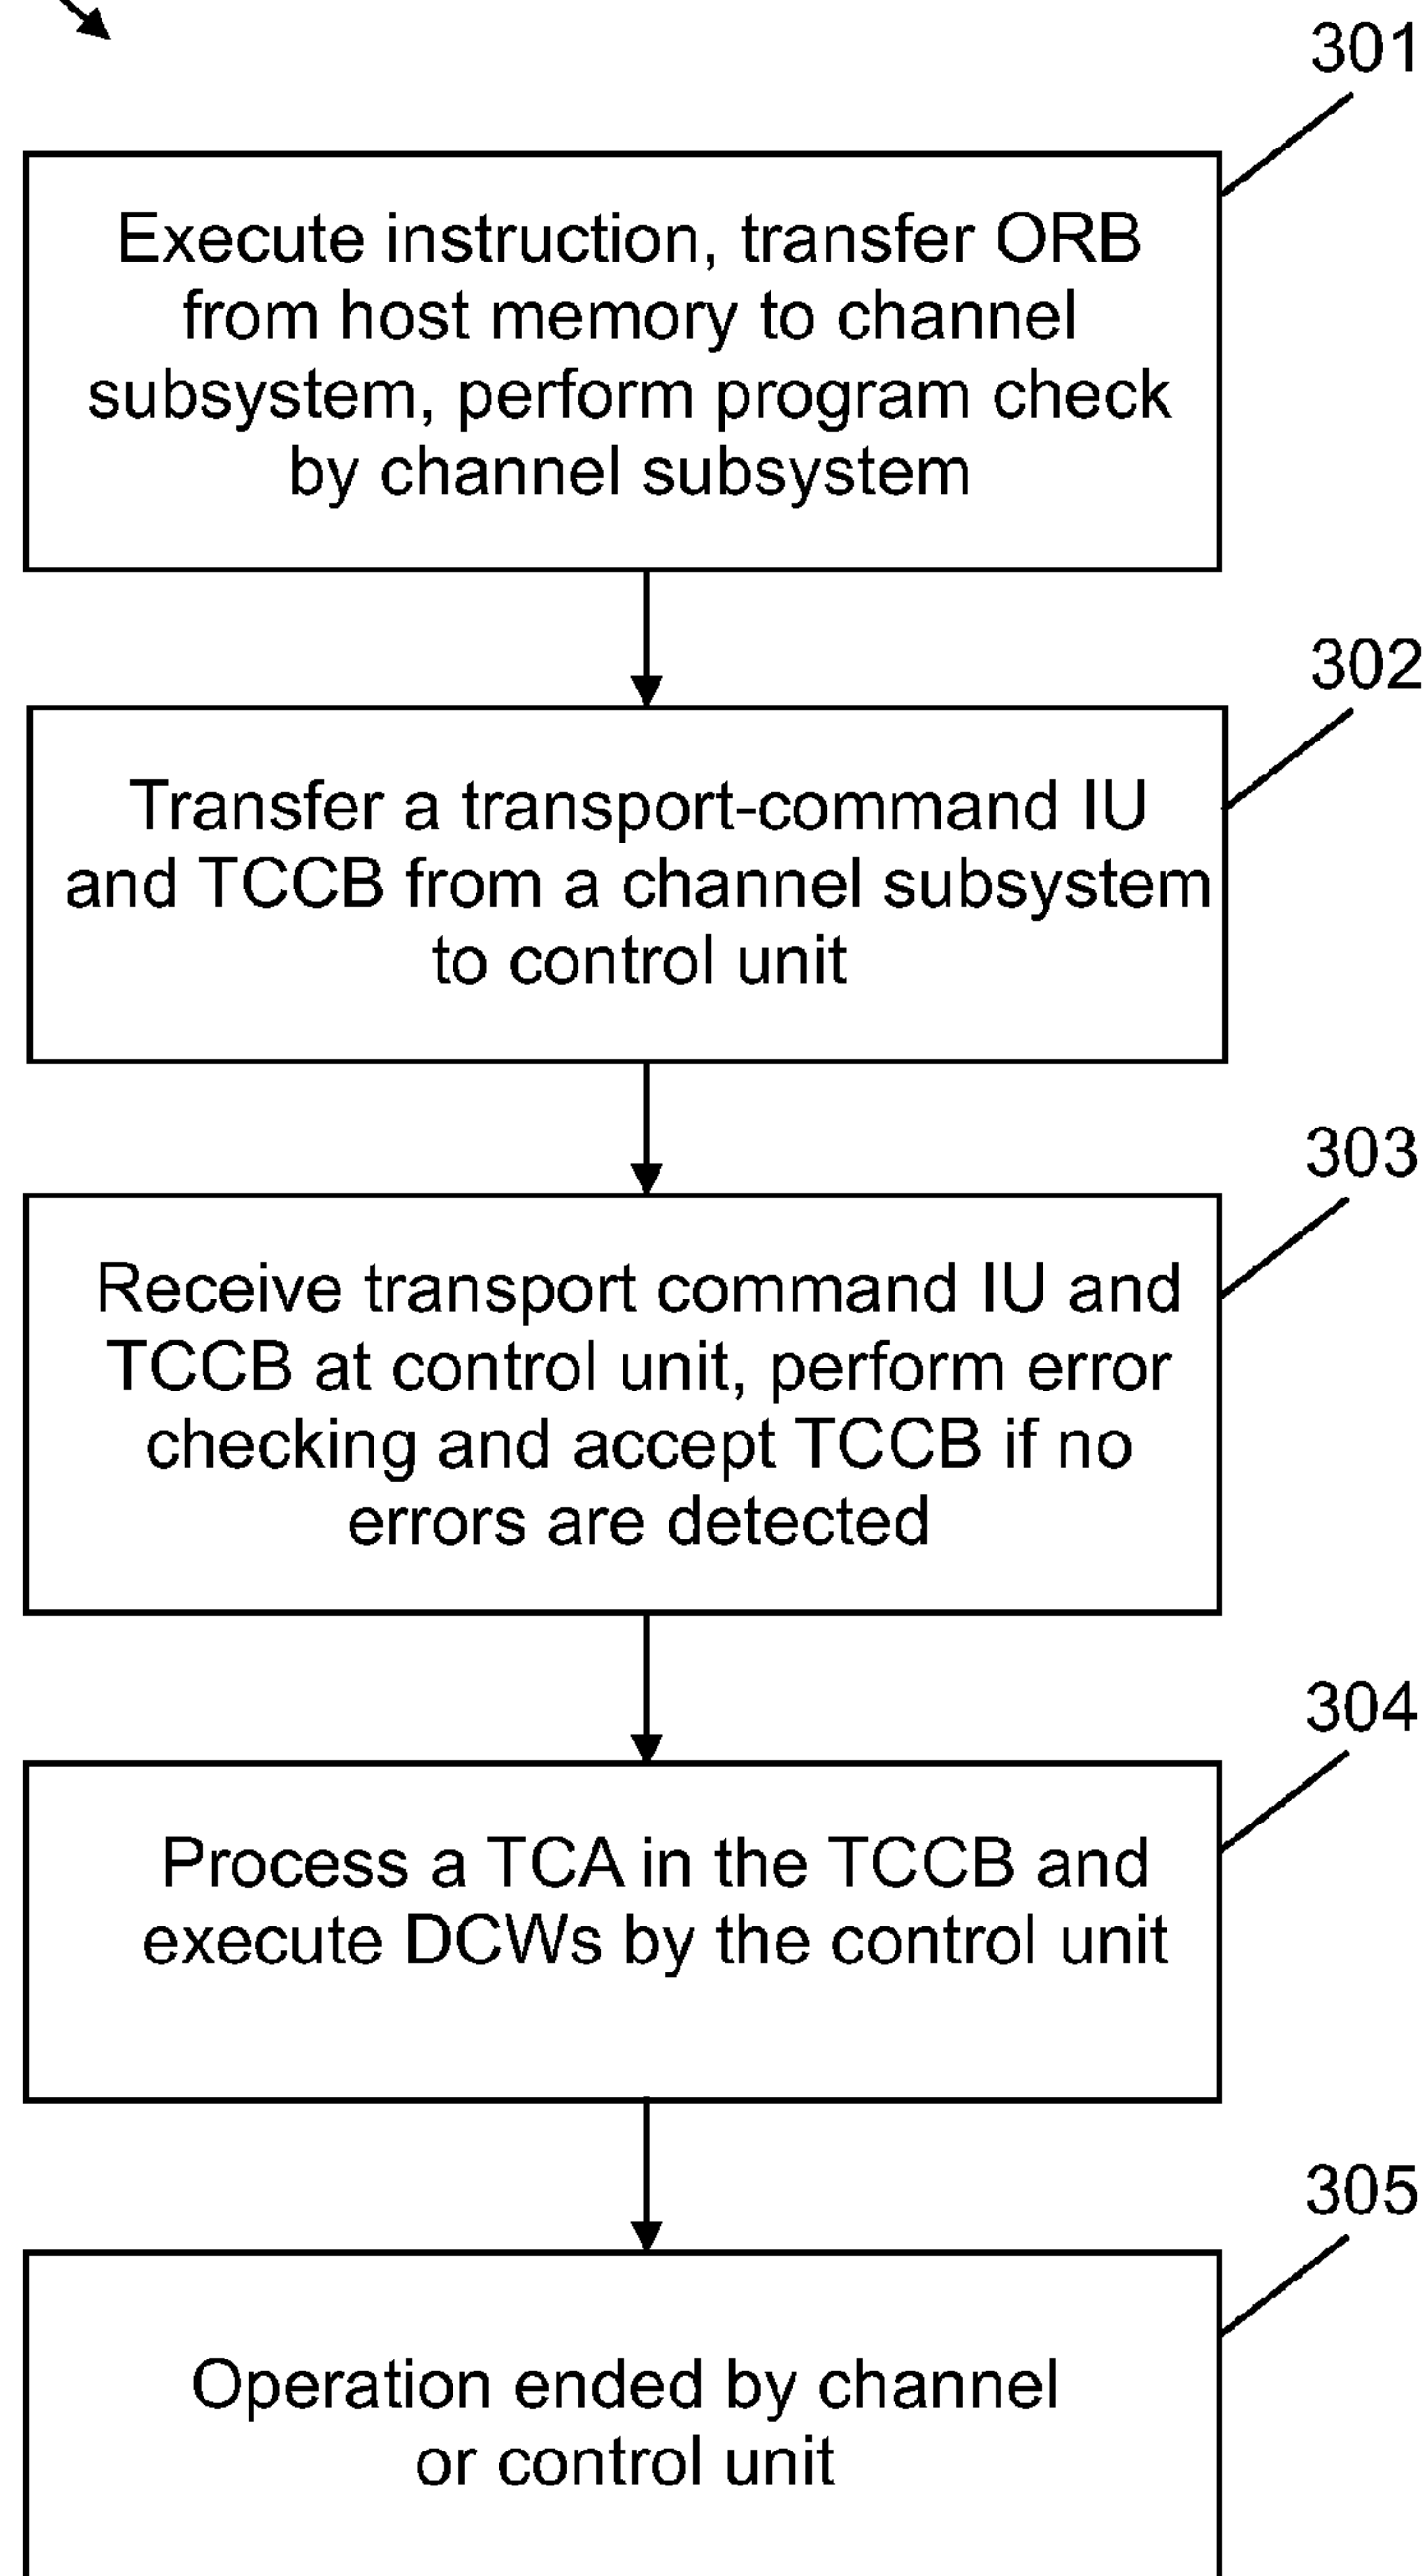 301
Execute instruction, transfer ORB
from host memory to channel
subsystem, perform program check
by channel subsystem
302
Transfer a transport-command IU
and TCCB from a channel subsystem
to control unit
303
Receive transport command IU and
TCCB at control unit, perform error
checking and accept TCCB if no
errors are detected
304
Process a TCA in the TCCB and
execute DCWs by the control unit
305
Operation ended by channel
or control unit